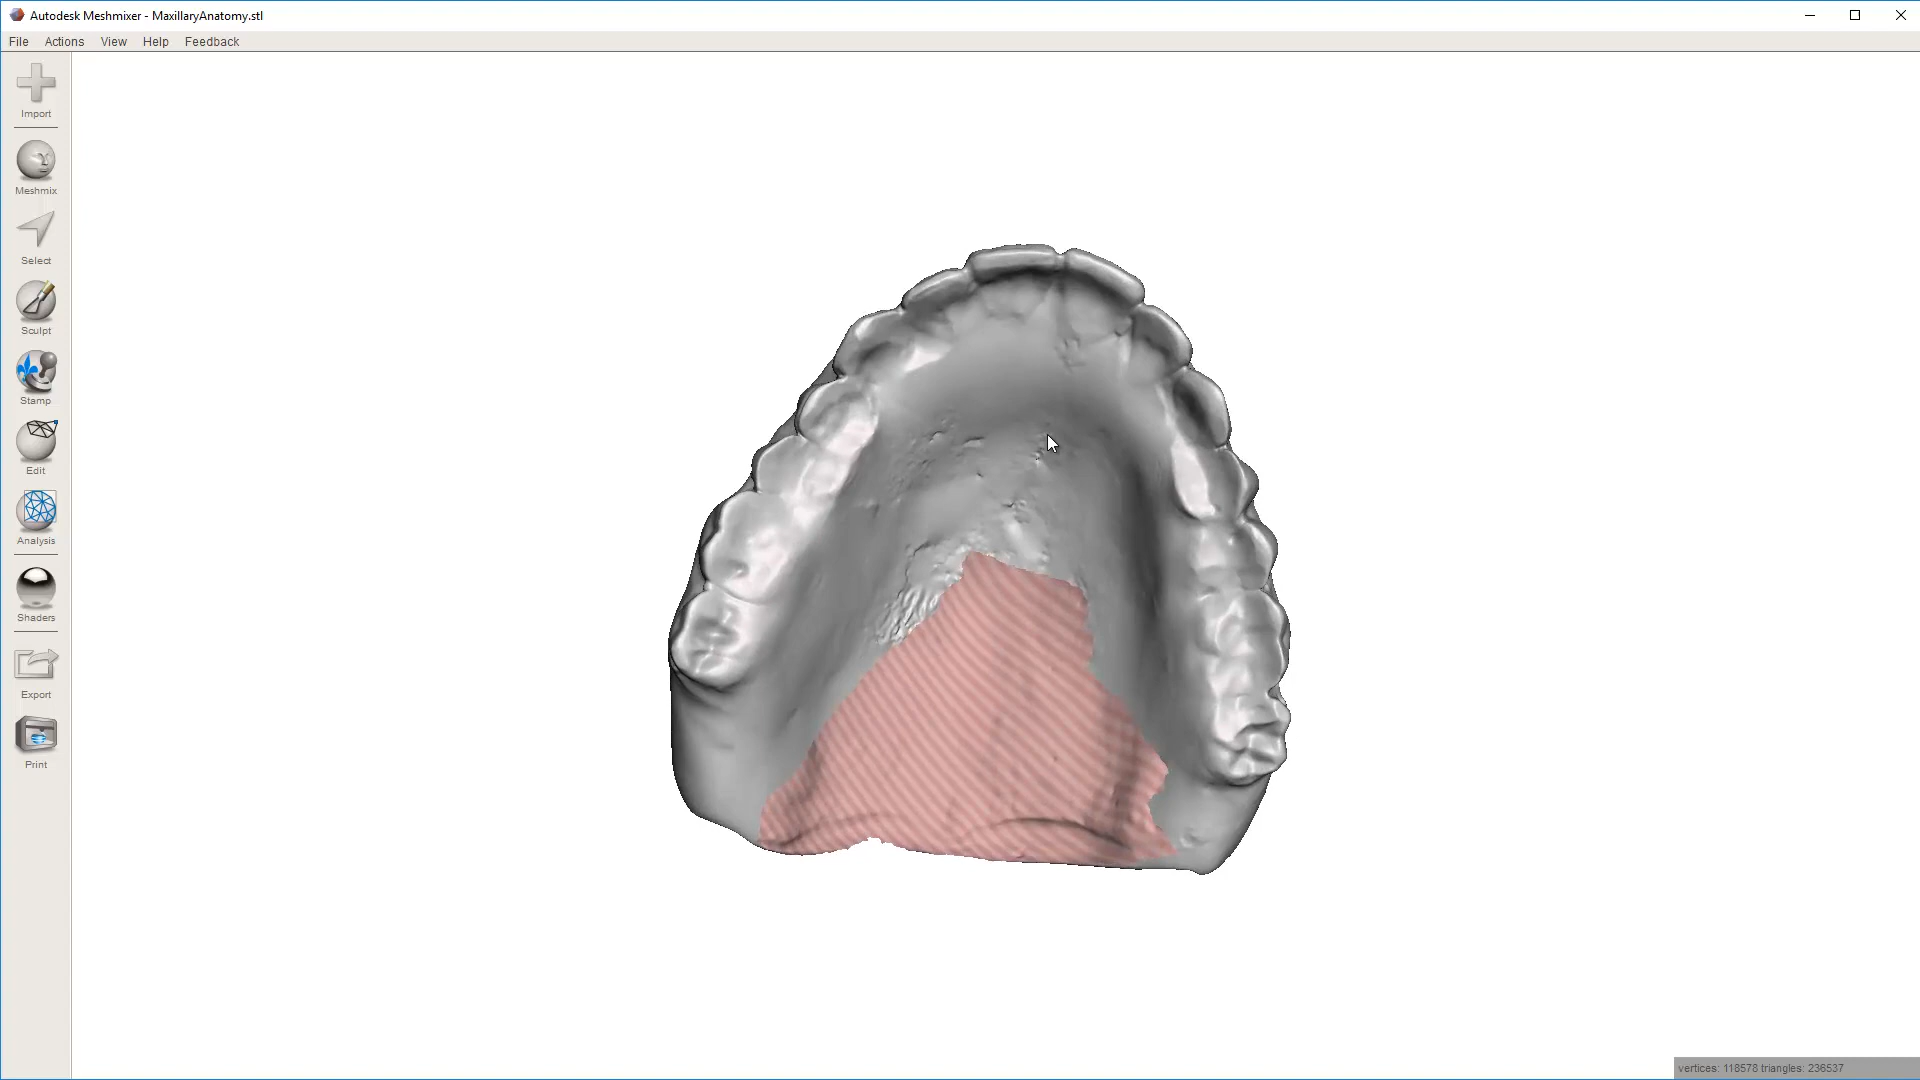 Autodesk Meshmixer - MaxillaryAnatomy.stl
File Actions View Help Feedback
Import
Meshmix
Select
Sculpt
Stamp
Edit
Analysis
Shaders
Export
Print
vertices: 118578 triangles: 236537